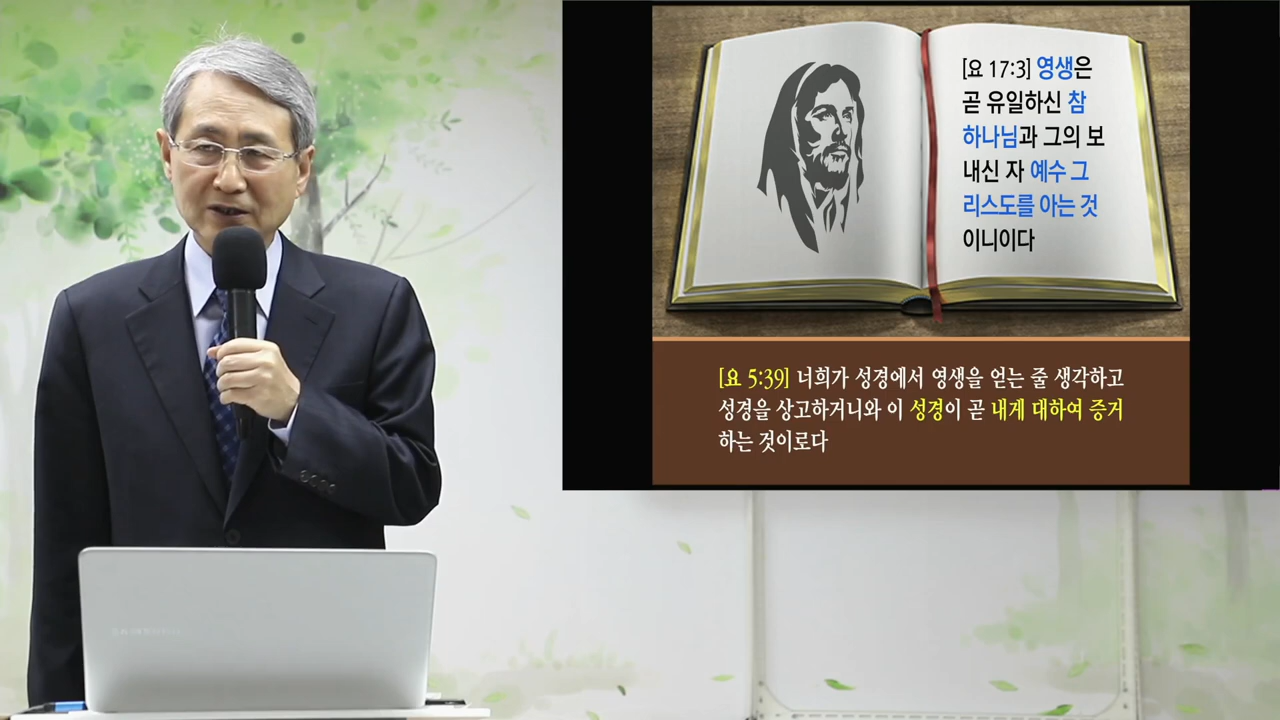 [요 17:3] 영생은
곧 유일하신 참
하나님과 그의 보
내신 자 예수 그
리스도를 아는 것
이니이다
[요 5:39] 너희가 성경에서 영생을 얻는 줄 생각하고
성경을 상고하거니와 이 성경이 곧 내게 대하여 증거
하는 것이로다